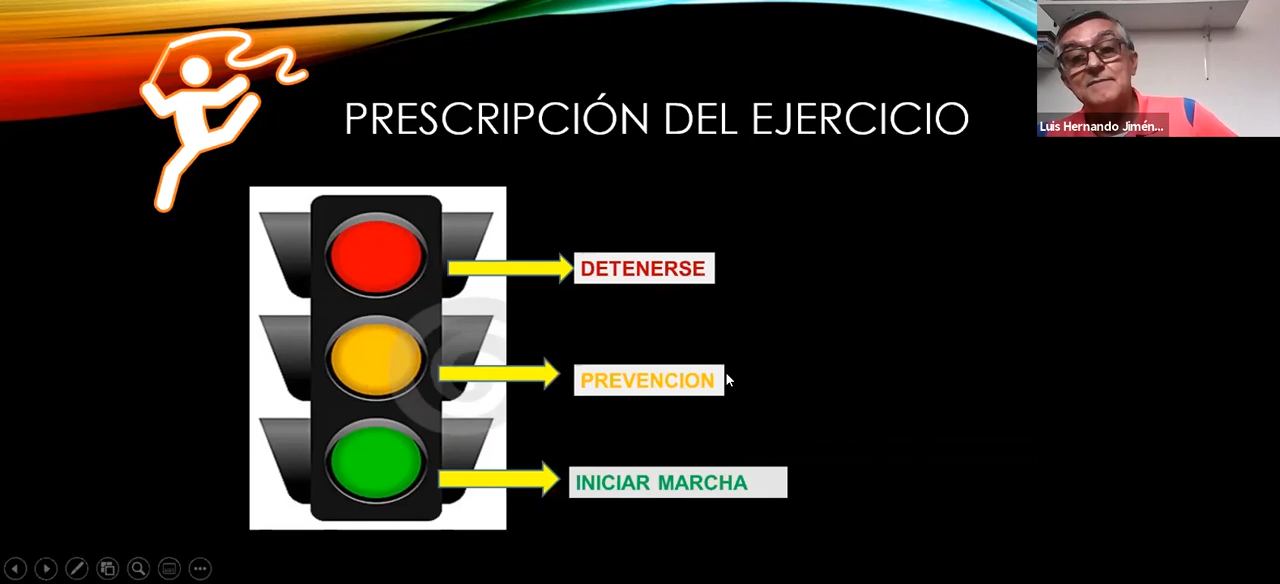 PRESCRIPCIÓN DEL EJERCICIO
Luis Hernando Jimén...
DETENERSE
PREVENCION
INICIAR MARCHA